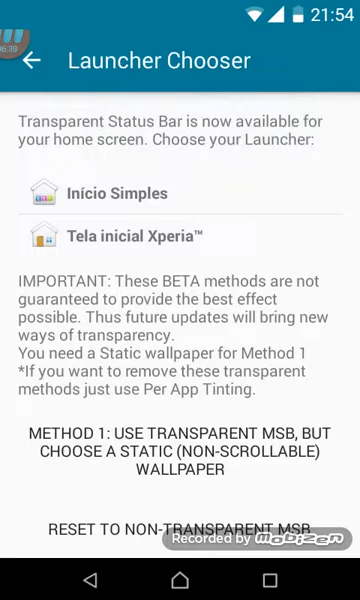 21:54
06:39
Launcher Chooser
Transparent Status Bar is now available for
your home screen. Choose your Launcher:
Início Simples
Tela inicial Xperia™
IMPORTANT: These BETA methods are not
guaranteed to provide the best effect
possible. Thus future updates will bring new
ways of transparency.
You need a Static wallpaper for Method 1
*If you want to remove these transparent
methods just use Per App Tinting.
METHOD 1: USE TRANSPARENT MSB, BUT
CHOOSE A STATIC (NON-SCROLLABLE)
WALLPAPER
RESET TO NON-TRANSPARENT MSB
Recorded by mobizen